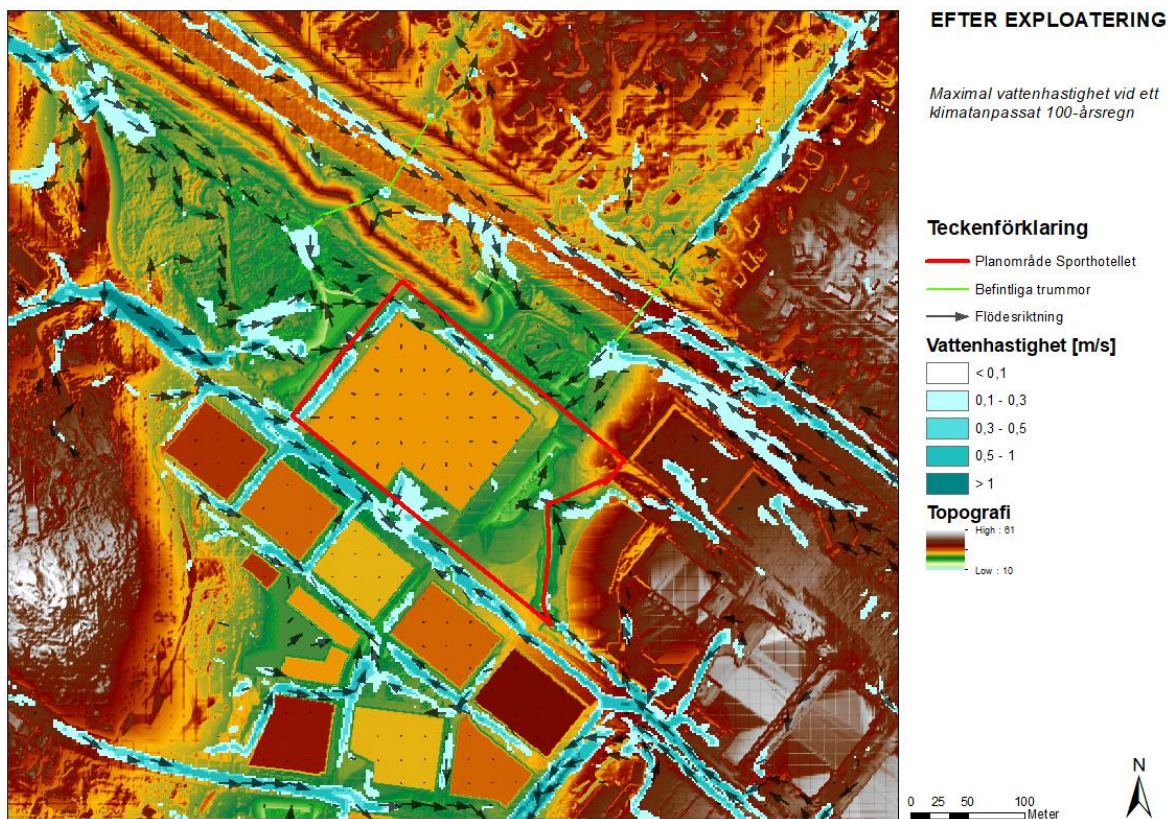 EFTER EXPLOATERING
Maximal vattenhastighet vid ett
klimatanpassat 100-årsregn
Teckenförklaring
Planområde Sporthotellet
Befintliga trummor
Flödesriktning
Vattenhastighet [m/s]
< 0,1
0,1 - 0,3
0,3 - 0,5
0,5 - 1
> 1
Topografi
High : 61
Low : 10
N
0 25 50 100
Meter